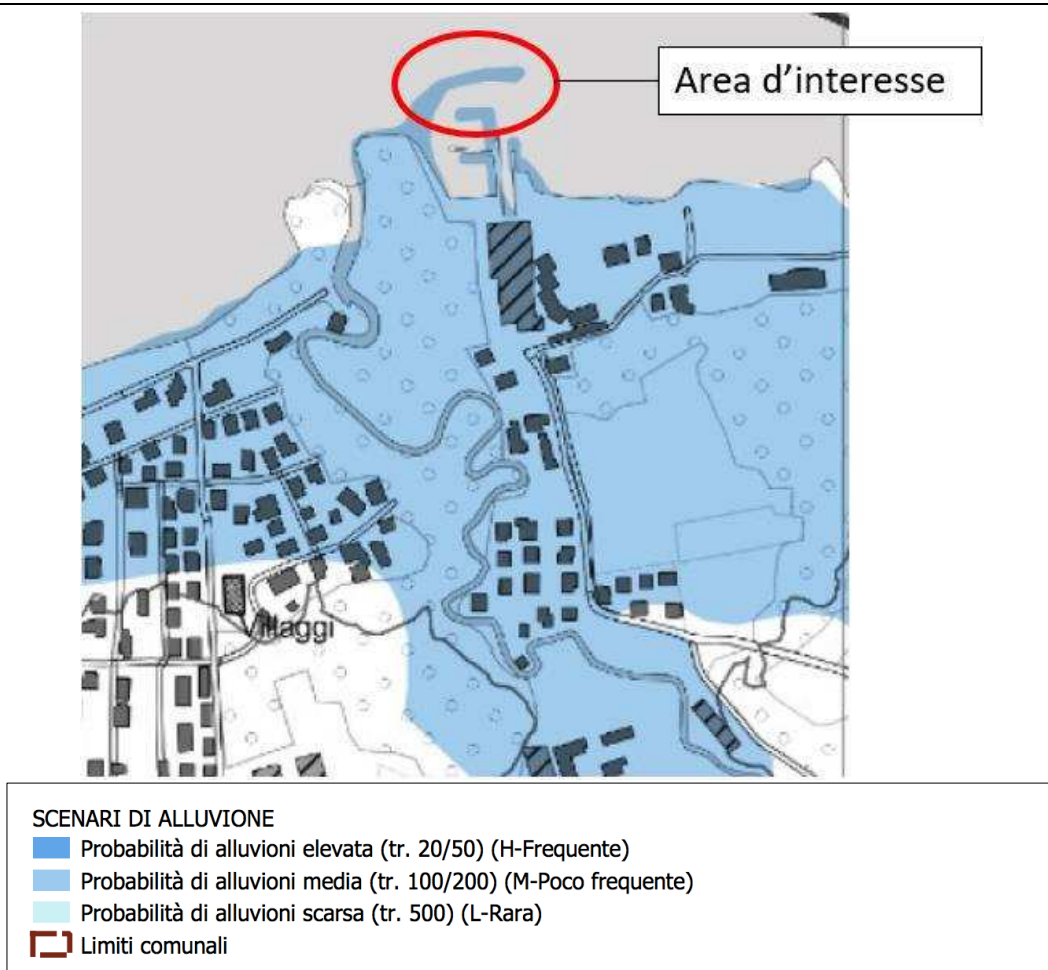 Area d’interesse
Villaggi
SCENARI DI ALLUVIONE
Probabilità di alluvioni elevata (tr. 20/50) (H-Frequente)
Probabilità di alluvioni media (tr. 100/200) (M-Poco frequente)
Probabilità di alluvioni scarsa (tr. 500) (L-Rara)
Limiti comunali